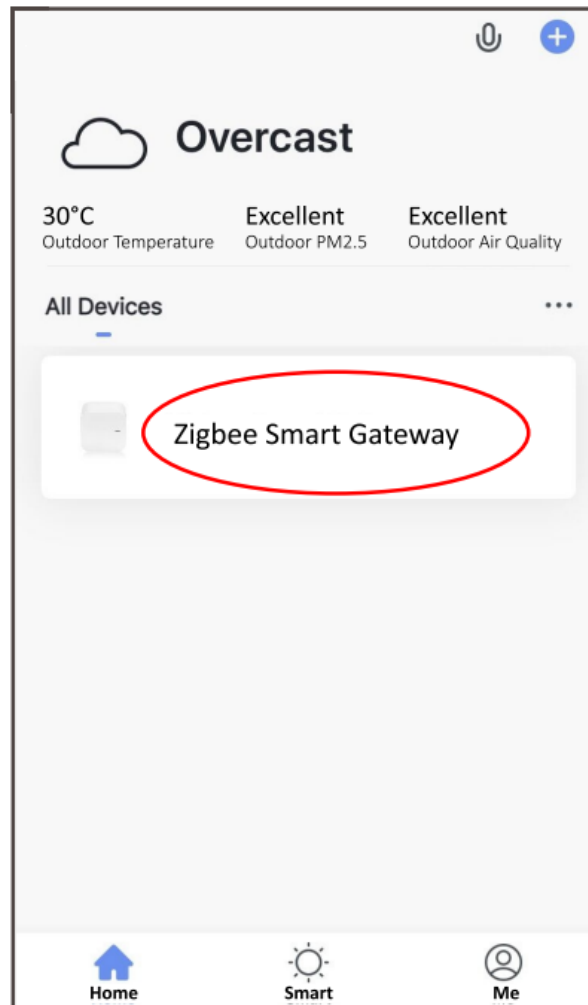 Overcast
30°C Excellent Excellent
Outdoor Temperature Outdoor PM2.5 Outdoor Air Quality
All Devices
Zigbee Smart Gateway
Home Smart Me